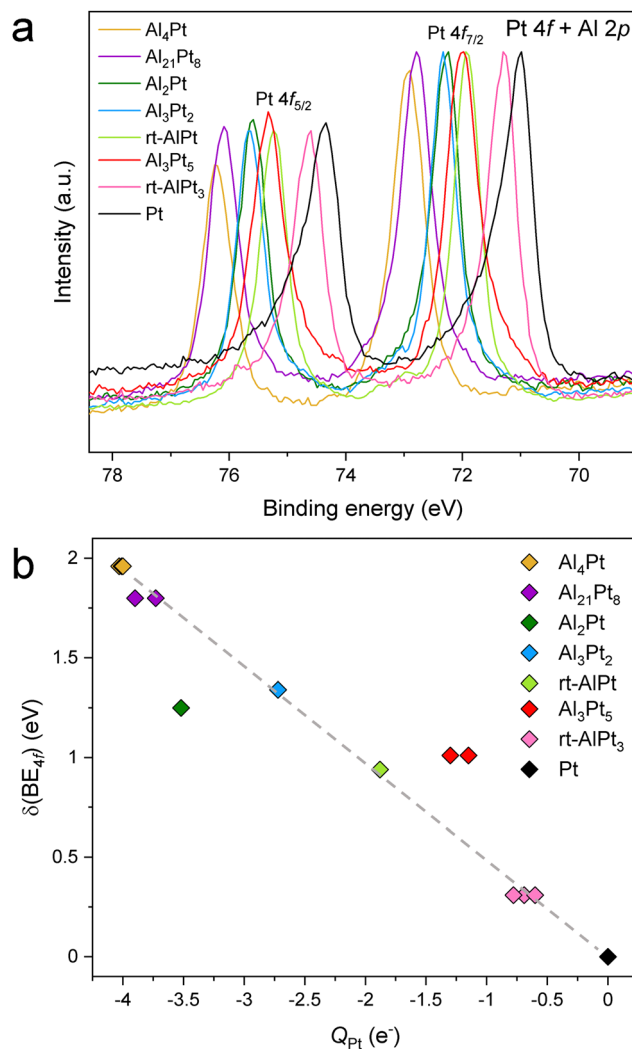 a
Pt 4f + Al 2p
Al₄Pt
Al₂₁Pt₈
Al₂Pt
Al₃Pt₂
rt-AlPt
Al₃Pt₅
rt-AlPt₃
Pt
Pt 4f₅/₂
Pt 4f₇/₂
Intensity (a.u.)
78 76 74 72 70
Binding energy (eV)
b
Al₄Pt
Al₂₁Pt₈
Al₂Pt
Al₃Pt₂
rt-AlPt
Al₃Pt₅
rt-AlPt₃
Pt
2
1.5
1
0.5
0
δ(BE₄f) (eV)
-4 -3.5 -3 -2.5 -2 -1.5 -1 -0.5 0
QPt (e⁻)